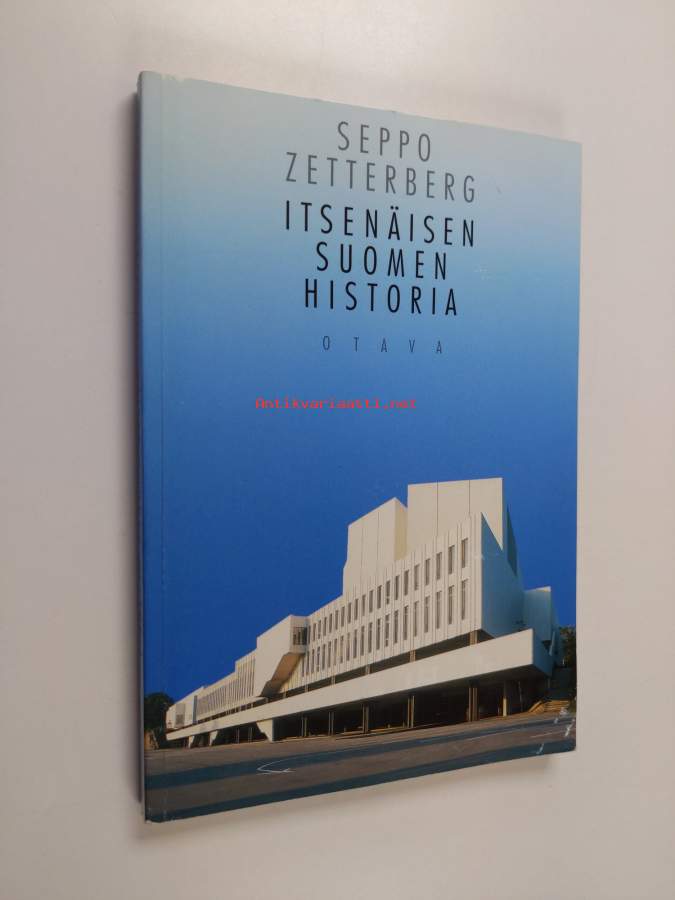 SEPPO
ZETTERBERG
ITSENÄISEN
SUOMEN
HISTORIA
OTAVA
Antikvariaatti.net